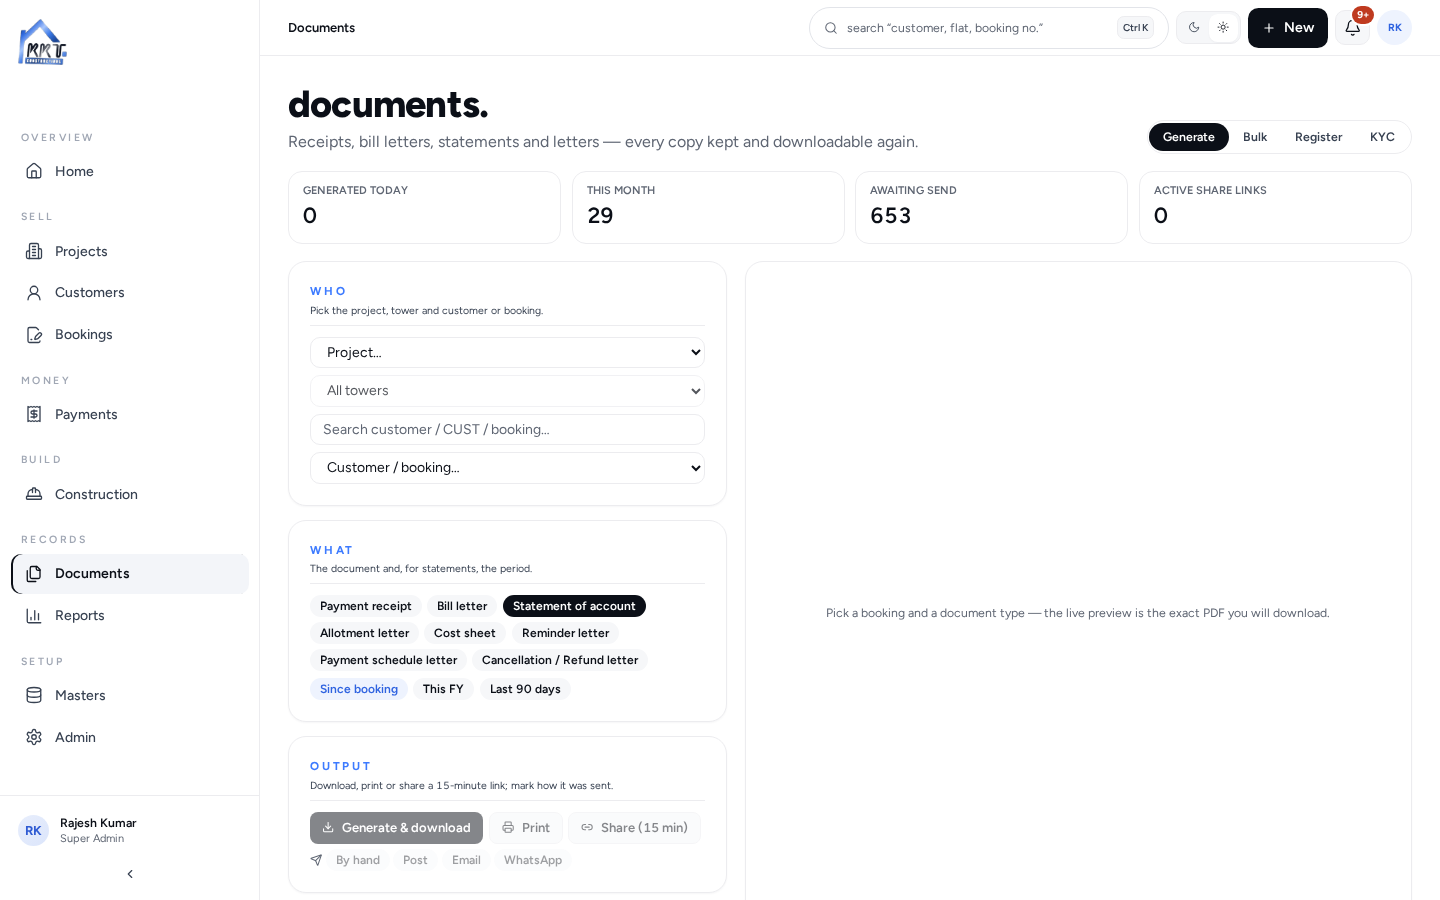 RRT
CONSTRUCTIONS
OVERVIEW
Home
SELL
Projects
Customers
Bookings
MONEY
Payments
BUILD
Construction
RECORDS
Documents
Reports
SETUP
Masters
Admin
RK
Rajesh Kumar
Super Admin
Documents
search “customer, flat, booking no.”
Ctrl K
New
9+
RK
documents.
Receipts, bill letters, statements and letters — every copy kept and downloadable again.
Generate Bulk Register KYC
GENERATED TODAY
0
THIS MONTH
29
AWAITING SEND
653
ACTIVE SHARE LINKS
0
WHO
Pick the project, tower and customer or booking.
Project…
All towers
Search customer / CUST / booking…
Customer / booking…
WHAT
The document and, for statements, the period.
Payment receipt Bill letter Statement of account
Allotment letter Cost sheet Reminder letter
Payment schedule letter Cancellation / Refund letter
Since booking This FY Last 90 days
OUTPUT
Download, print or share a 15-minute link; mark how it was sent.
Generate & download Print Share (15 min)
By hand Post Email WhatsApp
Pick a booking and a document type — the live preview is the exact PDF you will download.